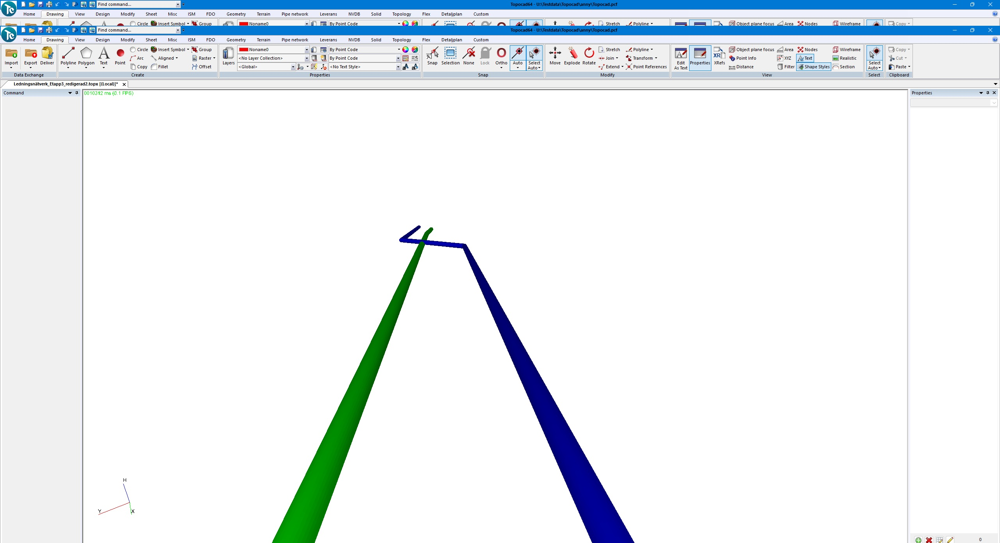 Find command...
Topocad64 - U:\Testdata\Topocad\anny\Topocad.pcf
Home Drawing View Design Modify Sheet Misc ISM FDO Geometry Terrain Pipe network Leverans NVDB Solid Topology Flex Detaljplan Custom
Circle Insert Symbol Group Noname0 By Point Code Stretch Polyline Object plane focus Area Nodes Wireframe Copy
Find command...
Topocad64 - U:\Testdata\Topocad\anny\Topocad.pcf
Home Drawing View Design Modify Sheet Misc ISM FDO Geometry Terrain Pipe network Leverans NVDB Solid Topology Flex Detaljplan Custom
Circle Insert Symbol Group Noname0 By Point Code Stretch Polyline Object plane focus Area Nodes Wireframe Copy
Arc Aligned Raster <No Layer Collection> By Point Code Join Transform Point Info XYZ Text Realistic Cut
Import Export Deliver Polyline Polygon Text Point Layers Snap Selection None Lock Ortho Auto Select Auto Move Explode Rotate Edit As Text Properties XRefs Select Auto
Copy Fillet Offset <Global> <No Text Style> Extend Point References Distance Filter Shape Styles Section Paste
Data Exchange Create Properties Snap Modify View Select Clipboard
Ledningsnätverk_Etapp3_redigerad2.topx [(Local)]*
Command
0010312 ms (0.1 FPS)
Properties
H
Y
X
0